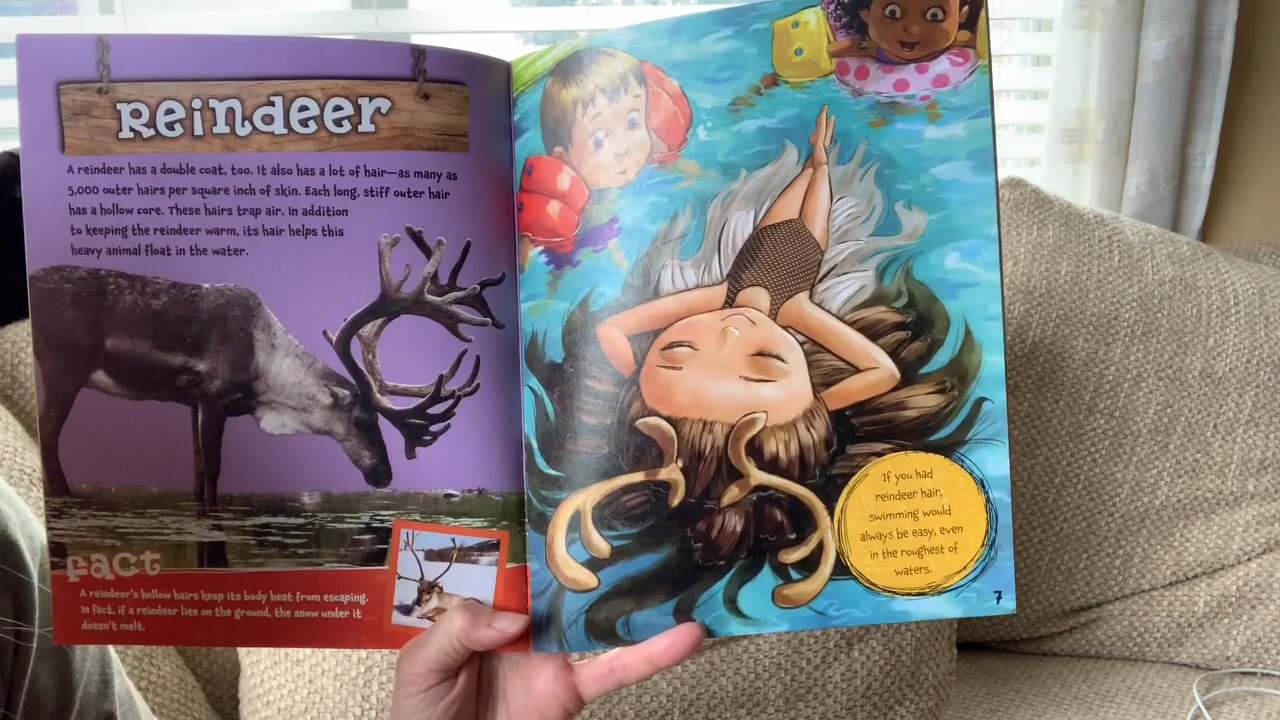 Reindeer
A reindeer has a double coat, too. It also has a lot of hair—as many as
5,000 outer hairs per square inch of skin. Each long, stiff outer hair
has a hollow core. These hairs trap air. In addition
to keeping the reindeer warm, its hair helps this
heavy animal float in the water.
fact
A reindeer's hollow hairs keep its body heat from escaping.
In fact, if a reindeer lies on the ground, the snow under it
doesn't melt.
If you had
reindeer hair,
swimming would
always be easy, even
in the roughest of
waters.
7